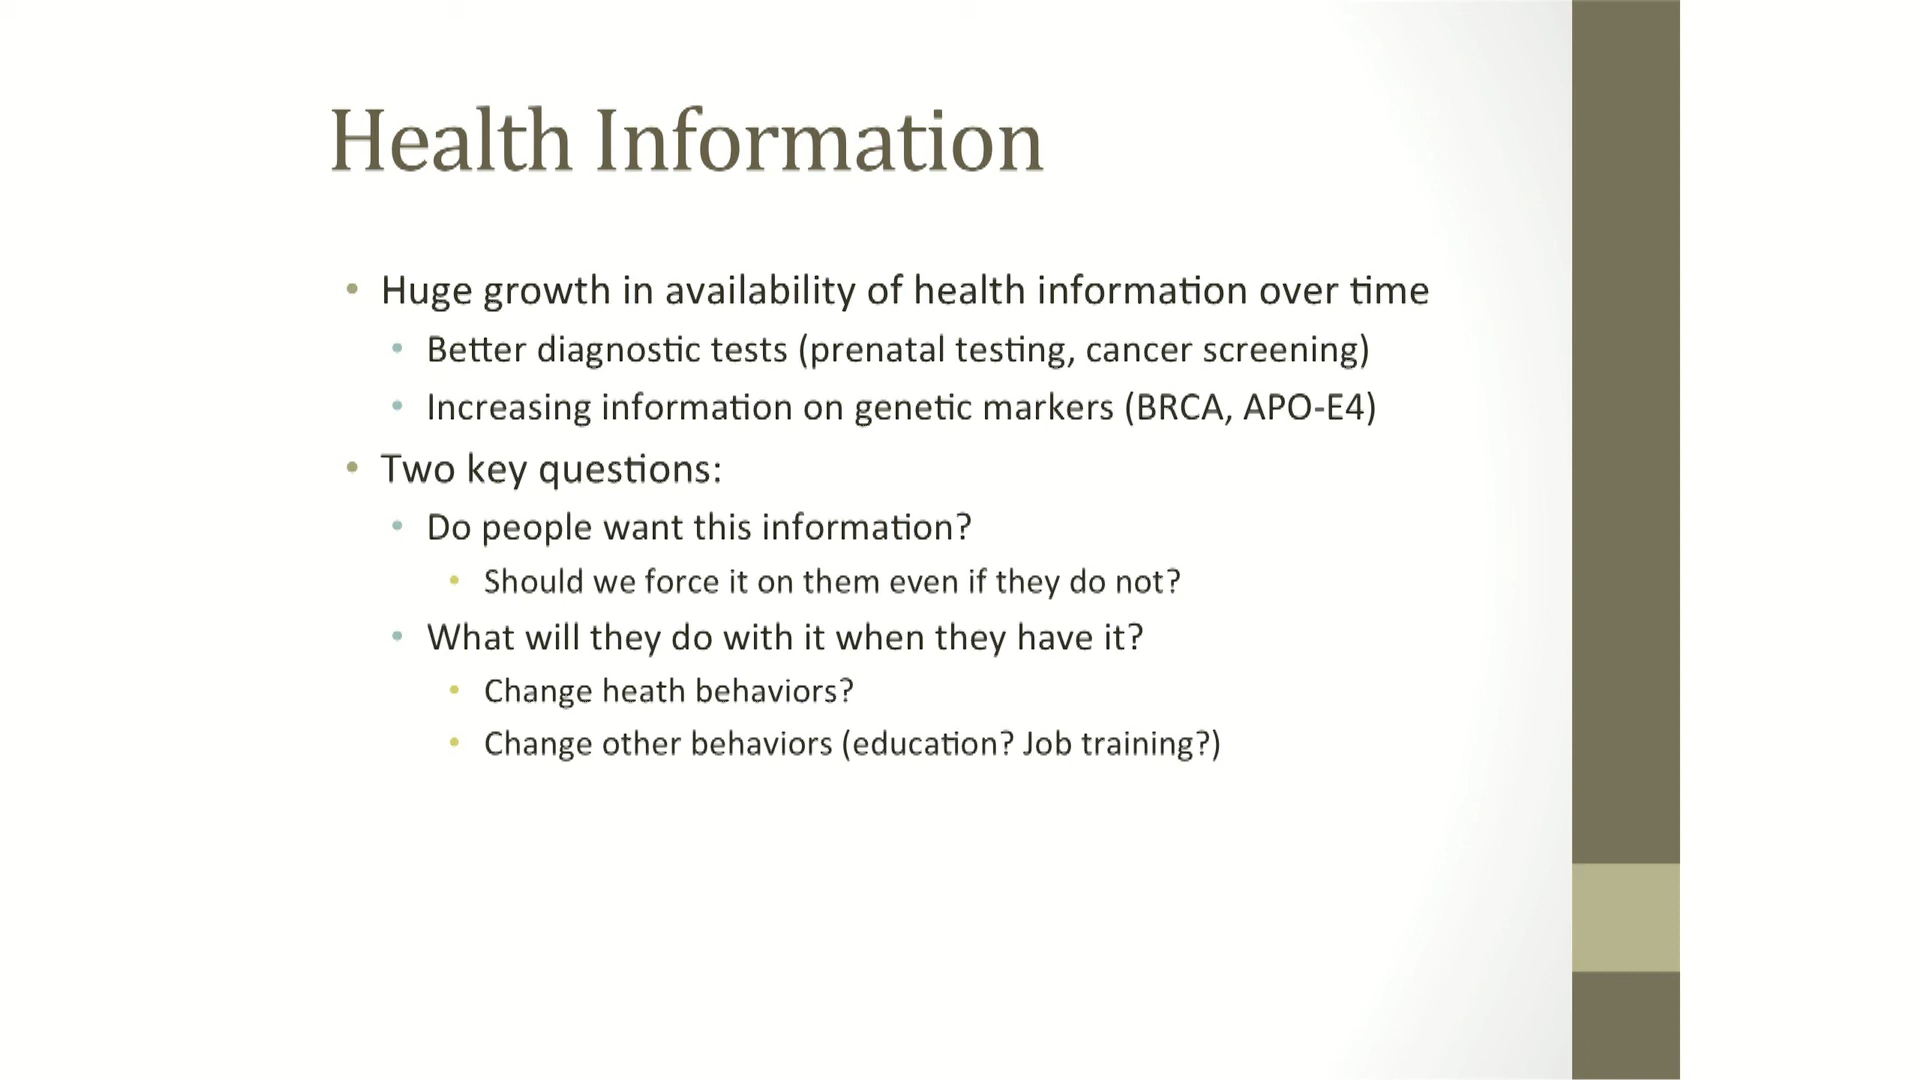 Health Information
• Huge growth in availability of health information over time
• Better diagnostic tests (prenatal testing, cancer screening)
• Increasing information on genetic markers (BRCA, APO-E4)
• Two key questions:
• Do people want this information?
• Should we force it on them even if they do not?
• What will they do with it when they have it?
• Change heath behaviors?
• Change other behaviors (education? Job training?)